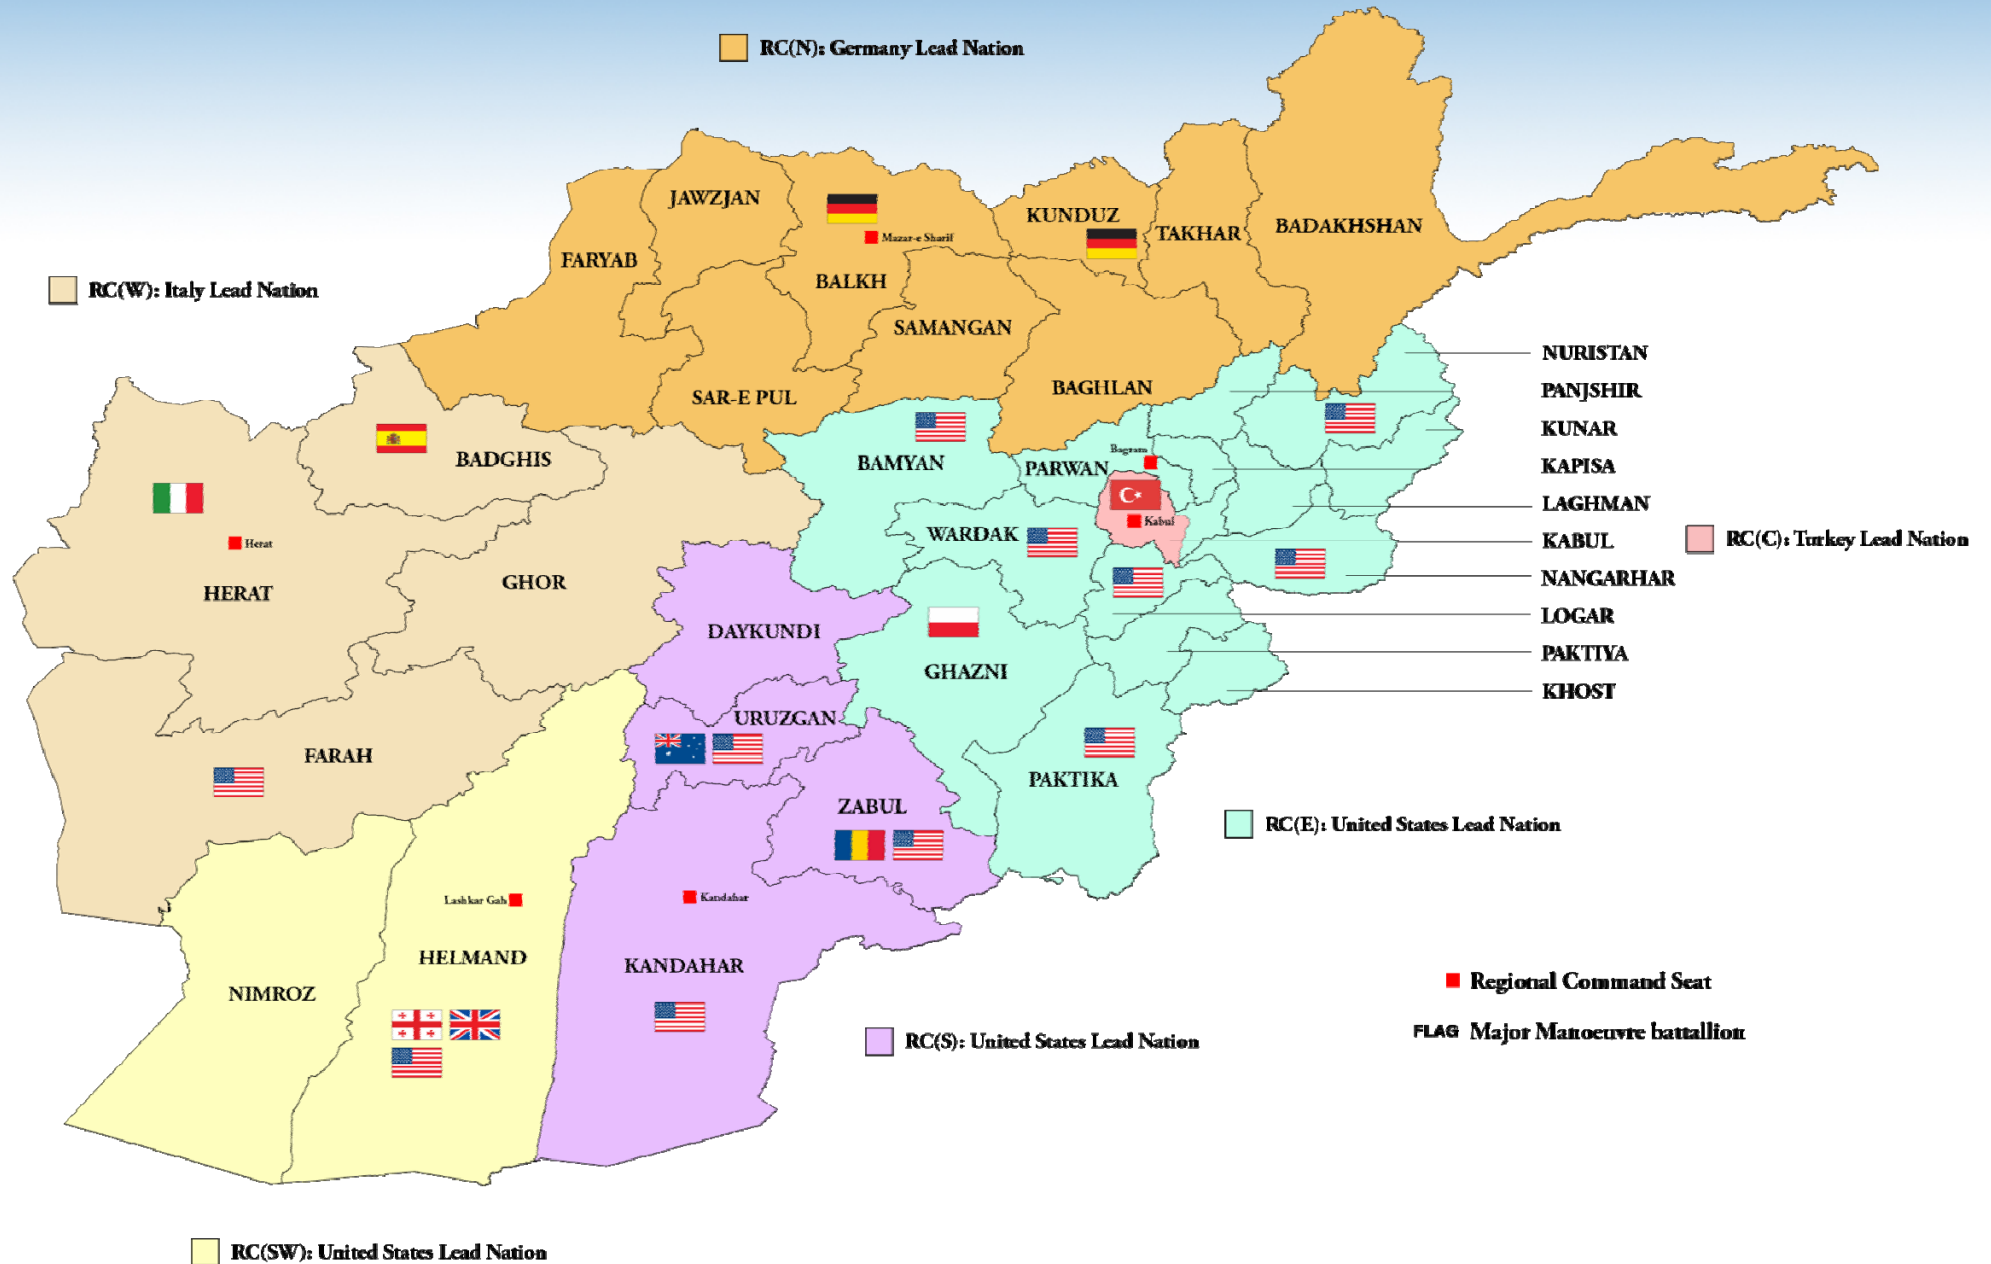 RC(N): Germany Lead Nation
JAWZJAN
KUNDUZ
TAKHAR
BADAKHSHAN
Mazar-e Sharif
FARYAB
BALKH
RC(W): Italy Lead Nation
SAMANGAN
NURISTAN
BAGHLAN
PANJSHIR
SAR-E PUL
KUNAR
Bagram
BADGHIS
BAMYAN
PARWAN
KAPISA
LAGHMAN
Kabul
WARDAK
KABUL
RC(C): Turkey Lead Nation
Herat
NANGARHAR
GHOR
HERAT
LOGAR
DAYKUNDI
PAKTIYA
GHAZNI
KHOST
URUZGAN
FARAH
PAKTIKA
ZABUL
RC(E): United States Lead Nation
Lashkar Gah
Kandahar
HELMAND
KANDAHAR
NIMROZ
Regional Command Seat
FLAG Major Manoeuvre battallion
RC(S): United States Lead Nation
RC(SW): United States Lead Nation